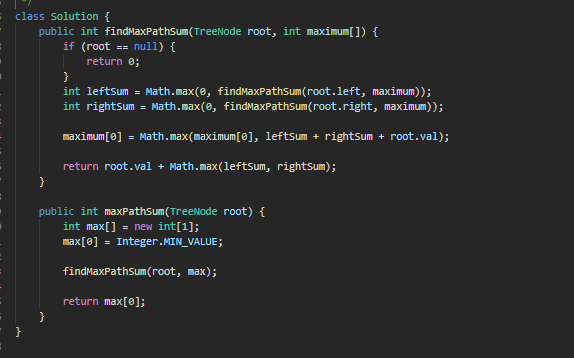 */
class Solution {
    public int findMaxPathSum(TreeNode root, int maximum[]) {
        if (root == null) {
            return 0;
        }
        int leftSum = Math.max(0, findMaxPathSum(root.left, maximum));
        int rightSum = Math.max(0, findMaxPathSum(root.right, maximum));

        maximum[0] = Math.max(maximum[0], leftSum + rightSum + root.val);

        return root.val + Math.max(leftSum, rightSum);
    }

    public int maxPathSum(TreeNode root) {
        int max[] = new int[1];
        max[0] = Integer.MIN_VALUE;

        findMaxPathSum(root, max);

        return max[0];
    }
}